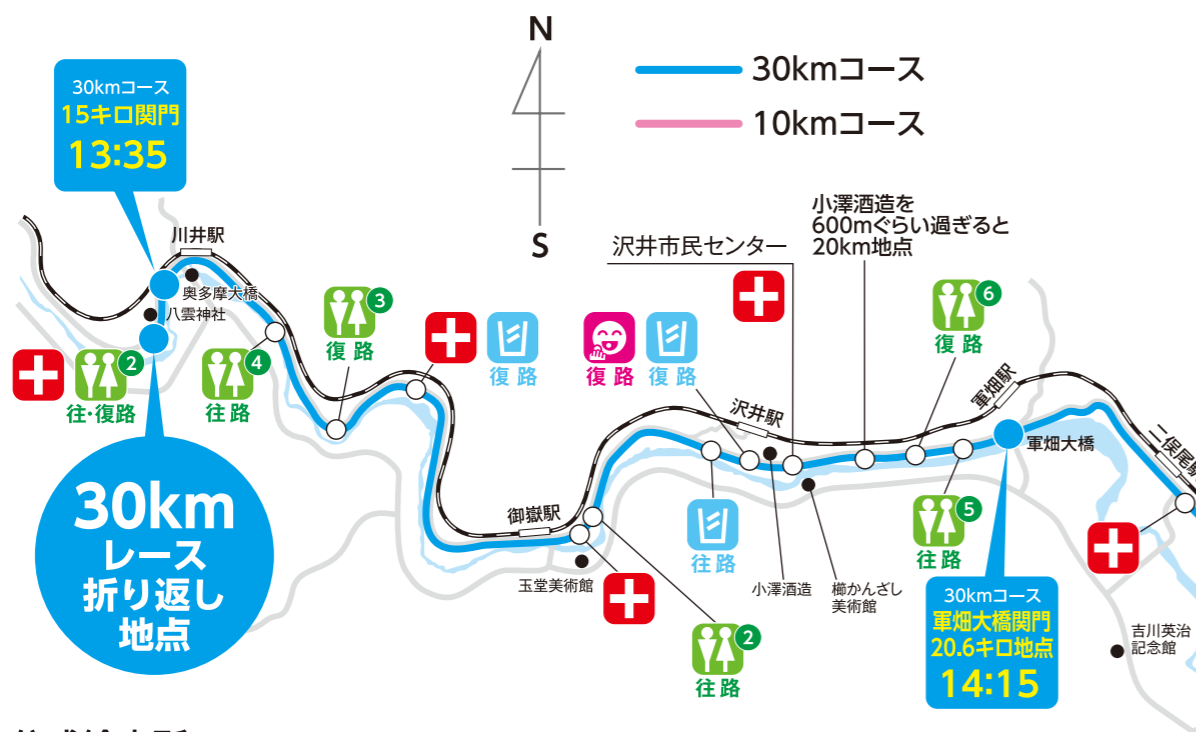 N
S
30kmコース
10kmコース
30kmコース
15キロ関門
13:35
川井駅
奥多摩大橋
八雲神社
2
往・復路
4
往路
3
復路
復路
30km
レース
折り返し
地点
御嶽駅
玉堂美術館
2
往路
往路
復路
復路
沢井市民センター
沢井駅
小澤酒造
櫛かんざし
美術館
小澤酒造を
600mぐらい過ぎると
20km地点
6
復路
5
往路
軍畑駅
軍畑大橋
30kmコース
軍畑大橋関門
20.6キロ地点
14:15
二俣尾駅
吉川英治
記念館